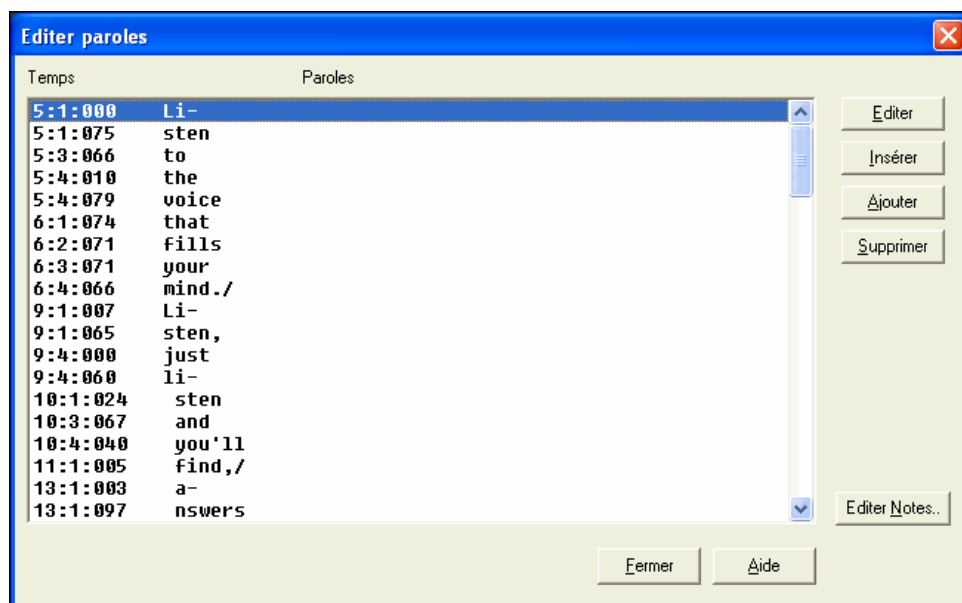 Editer paroles
Temps Paroles
5:1:000 Li-
5:1:075 sten
5:3:066 to
5:4:010 the
5:4:079 voice
6:1:074 that
6:2:071 fills
6:3:071 your
6:4:066 mind./
9:1:007 Li-
9:1:065 sten,
9:4:000 just
9:4:060 li-
10:1:024 sten
10:3:067 and
10:4:040 you'll
11:1:005 find,/
13:1:003 a-
13:1:097 nswers
Editer
Insérer
Ajouter
Supprimer
Editer Notes..
Fermer Aide